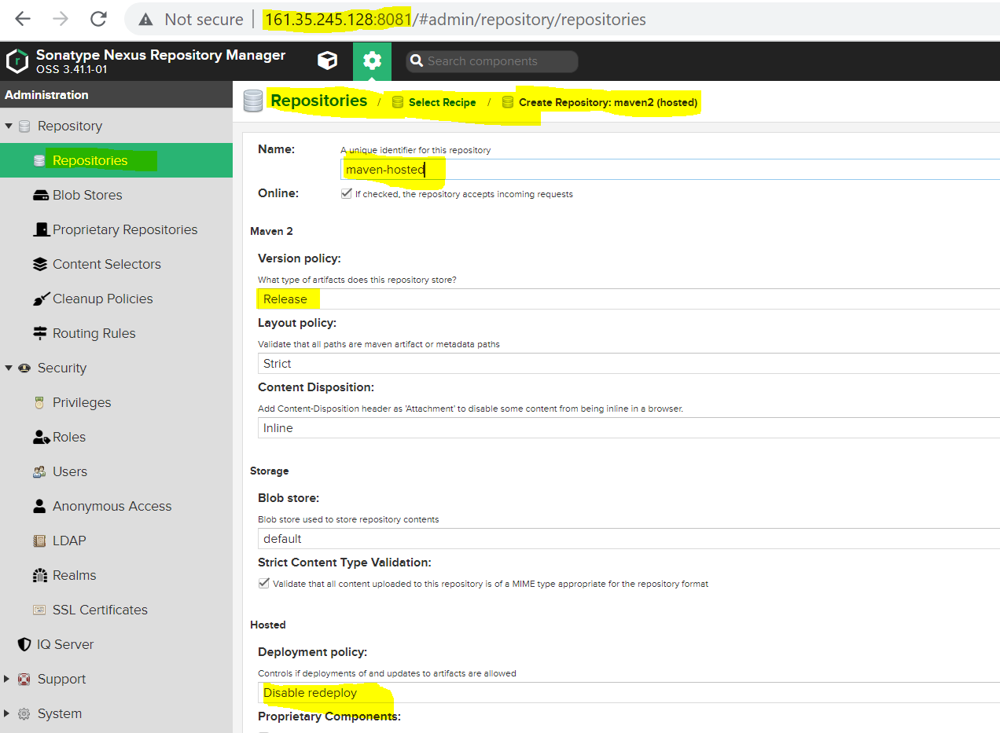 Not secure | 161.35.245.128:8081/#admin/repository/repositories
Sonatype Nexus Repository Manager
OSS 3.41.1-01
Search components
Administration
Repository
Repositories
Blob Stores
Proprietary Repositories
Content Selectors
Cleanup Policies
Routing Rules
Security
Privileges
Roles
Users
Anonymous Access
LDAP
Realms
SSL Certificates
IQ Server
Support
System
Repositories / Select Recipe / Create Repository: maven2 (hosted)
Name: A unique identifier for this repository
maven-hosted
Online: If checked, the repository accepts incoming requests
Maven 2
Version policy:
What type of artifacts does this repository store?
Release
Layout policy:
Validate that all paths are maven artifact or metadata paths
Strict
Content Disposition:
Add Content-Disposition header as 'Attachment' to disable some content from being inline in a browser.
Inline
Storage
Blob store:
Blob store used to store repository contents
default
Strict Content Type Validation:
Validate that all content uploaded to this repository is of a MIME type appropriate for the repository format
Hosted
Deployment policy:
Controls if deployments of and updates to artifacts are allowed
Disable redeploy
Proprietary Components: